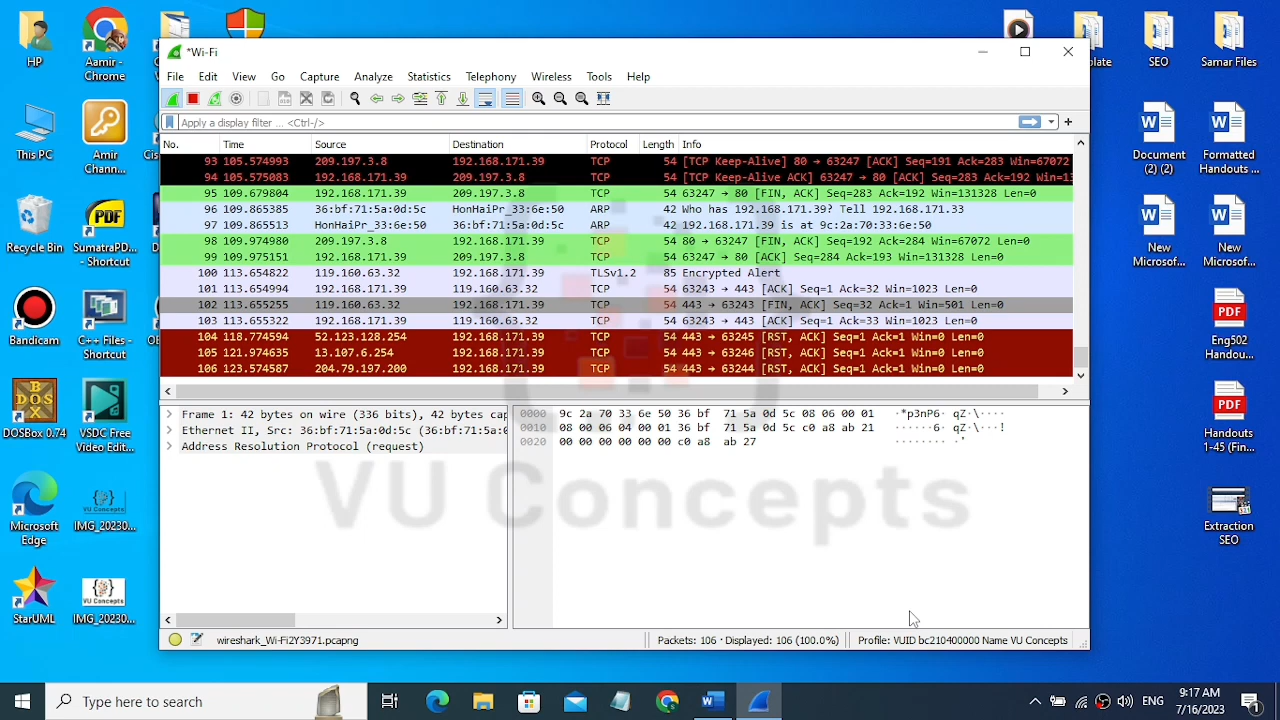 HP
Aamir - Chrome
This PC
Amir Chann...
Recycle Bin
SumatraPD... - Shortcut
Bandicam
C++ Files - Shortcut
DOSBox 0.74
VSDC Free Video Edit...
Microsoft Edge
IMG_20230...
StarUML
IMG_20230...
SEO
Samar Files
Document (2) (2)
Formatted Handouts ...
New Microsof...
New Microsof...
Eng502 Handou...
Handouts 1-45 (Fin...
Extraction SEO
*Wi-Fi
File Edit View Go Capture Analyze Statistics Telephony Wireless Tools Help
Apply a display filter ... <Ctrl-/>
No. Time Source Destination Protocol Length Info
93 105.574993 209.197.3.8 192.168.171.39 TCP 54 [TCP Keep-Alive] 80 → 63247 [ACK] Seq=191 Ack=283 Win=67072
94 105.575083 192.168.171.39 209.197.3.8 TCP 54 [TCP Keep-Alive ACK] 63247 → 80 [ACK] Seq=283 Ack=192 Win=13
95 109.679804 192.168.171.39 209.197.3.8 TCP 54 63247 → 80 [FIN, ACK] Seq=283 Ack=192 Win=131328 Len=0
96 109.865385 36:bf:71:5a:0d:5c HonHaiPr_33:6e:50 ARP 42 Who has 192.168.171.39? Tell 192.168.171.33
97 109.865513 HonHaiPr_33:6e:50 36:bf:71:5a:0d:5c ARP 42 192.168.171.39 is at 9c:2a:70:33:6e:50
98 109.974980 209.197.3.8 192.168.171.39 TCP 54 80 → 63247 [FIN, ACK] Seq=192 Ack=284 Win=67072 Len=0
99 109.975151 192.168.171.39 209.197.3.8 TCP 54 63247 → 80 [ACK] Seq=284 Ack=193 Win=131328 Len=0
100 113.654822 119.160.63.32 192.168.171.39 TLSv1.2 85 Encrypted Alert
101 113.654994 192.168.171.39 119.160.63.32 TCP 54 63243 → 443 [ACK] Seq=1 Ack=32 Win=1023 Len=0
102 113.655255 119.160.63.32 192.168.171.39 TCP 54 443 → 63243 [FIN, ACK] Seq=32 Ack=1 Win=501 Len=0
103 113.655322 192.168.171.39 119.160.63.32 TCP 54 63243 → 443 [ACK] Seq=1 Ack=33 Win=1023 Len=0
104 118.774594 52.123.128.254 192.168.171.39 TCP 54 443 → 63245 [RST, ACK] Seq=1 Ack=1 Win=0 Len=0
105 121.974635 13.107.6.254 192.168.171.39 TCP 54 443 → 63246 [RST, ACK] Seq=1 Ack=1 Win=0 Len=0
106 123.574587 204.79.197.200 192.168.171.39 TCP 54 443 → 63244 [RST, ACK] Seq=1 Ack=1 Win=0 Len=0
Frame 1: 42 bytes on wire (336 bits), 42 bytes cap
Ethernet II, Src: 36:bf:71:5a:0d:5c (36:bf:71:5a:0
Address Resolution Protocol (request)
0000 9c 2a 70 33 6e 50 36 bf 71 5a 0d 5c 08 06 00 01 ·*p3nP6· qZ·\····
0010 08 00 06 04 00 01 36 bf 71 5a 0d 5c c0 a8 ab 21 ······6· qZ·\···!
0020 00 00 00 00 00 00 c0 a8 ab 27 ········ ·'
VU Concepts
wireshark_Wi-Fi2Y3971.pcapng
Packets: 106 · Displayed: 106 (100.0%)
Profile: VUID bc210400000 Name VU Concepts
Type here to search
ENG
9:17 AM
7/16/2023
1